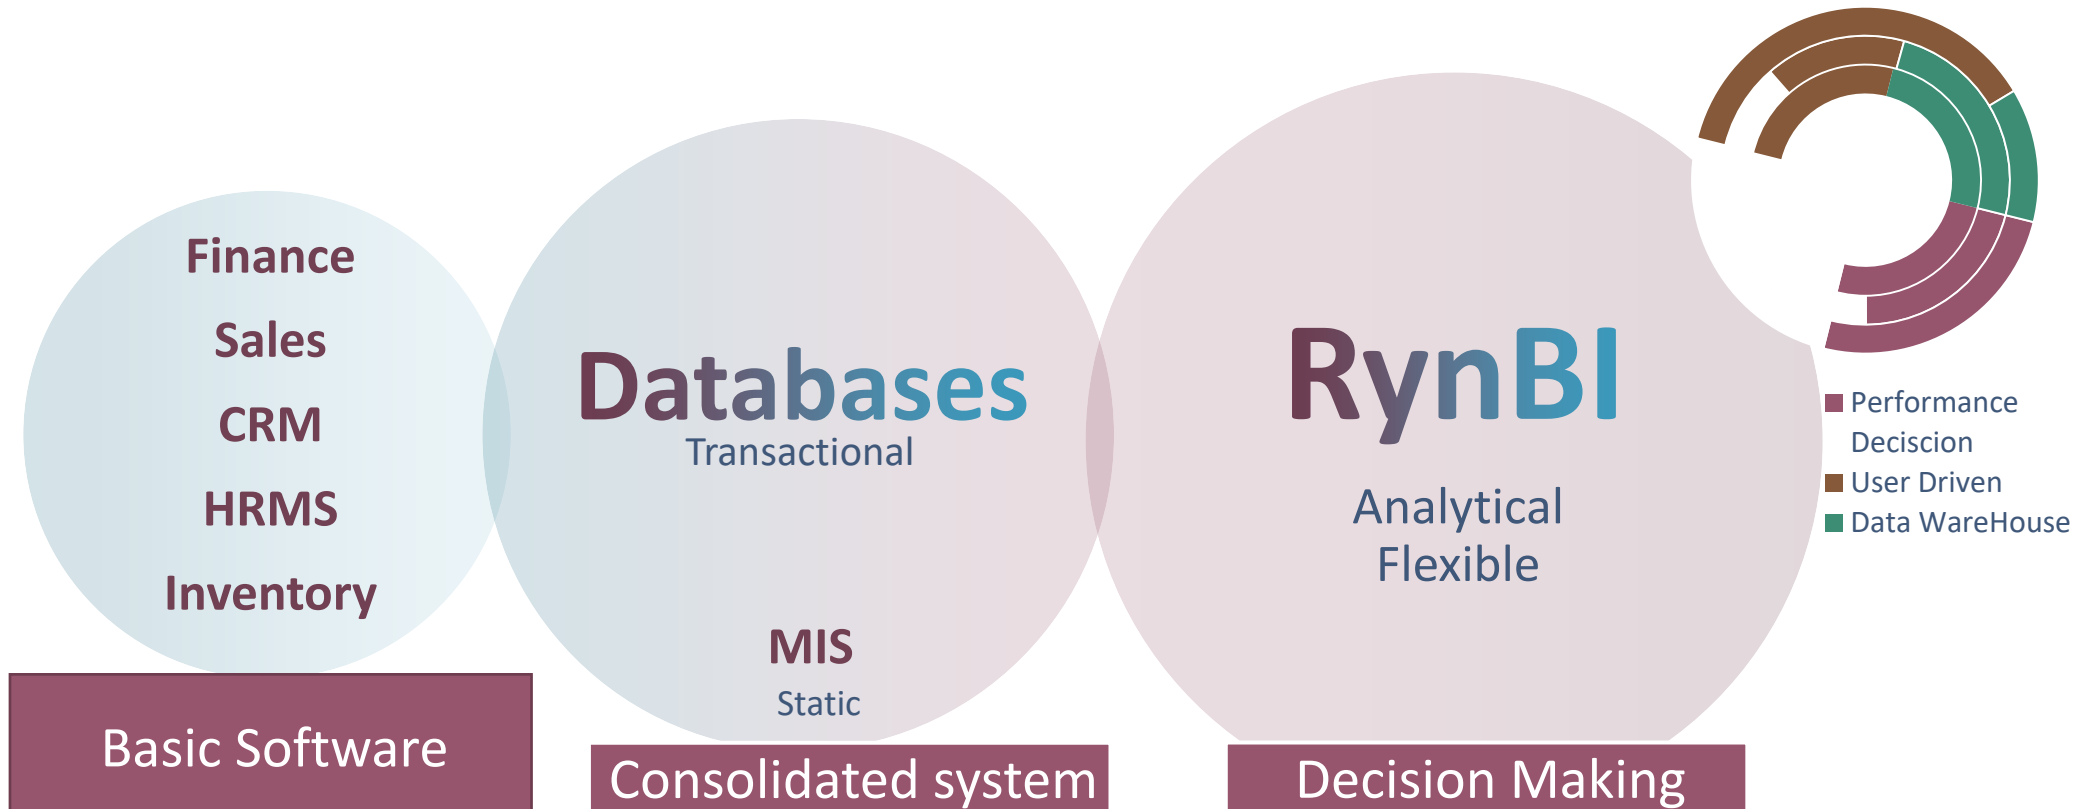 Finance
Sales
CRM
HRMS
Inventory
Basic Software
Databases
Transactional
MIS
Static
Consolidated system
RynBI
Analytical
Flexible
Decision Making
Performance
Deciscion
User Driven
Data WareHouse